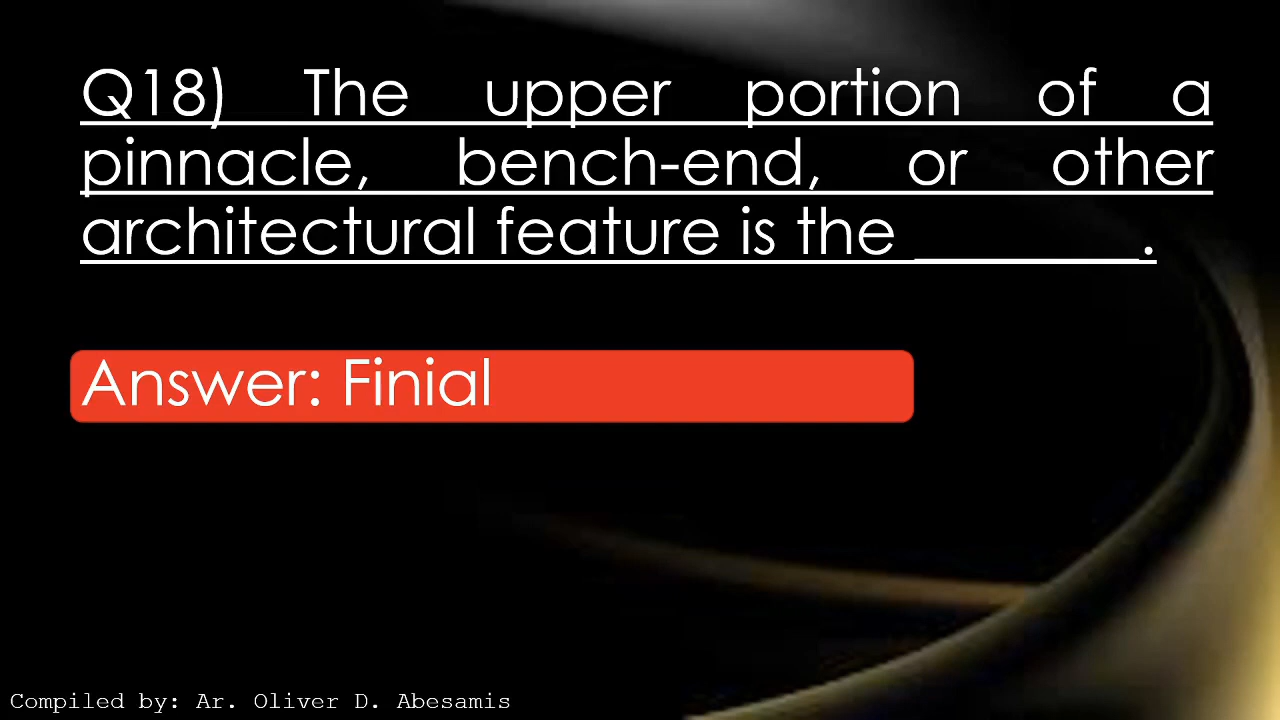 Q18) The upper portion of a
pinnacle, bench-end, or other
architectural feature is the _______.
Answer: Finial
Compiled by: Ar. Oliver D. Abesamis